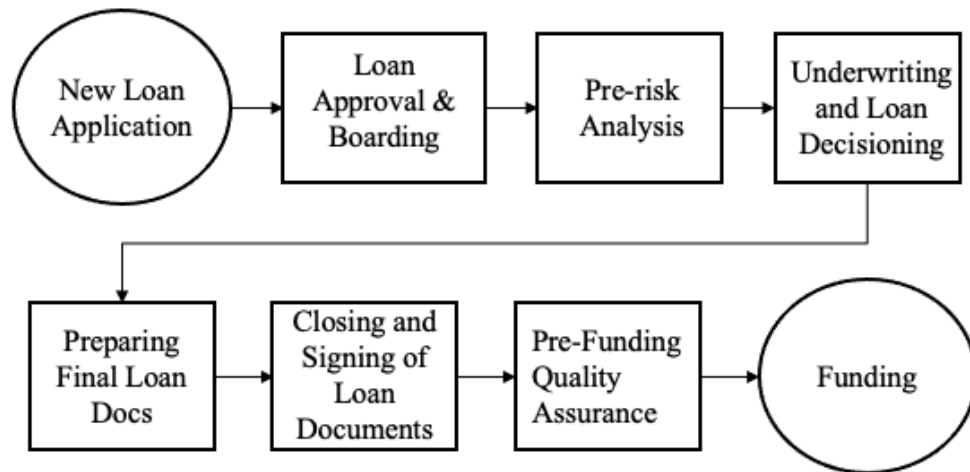 New Loan
Application
Loan
Approval &
Boarding
Pre-risk
Analysis
Underwriting
and Loan
Decisioning
Preparing
Final Loan
Docs
Closing and
Signing of
Loan
Documents
Pre-Funding
Quality
Assurance
Funding